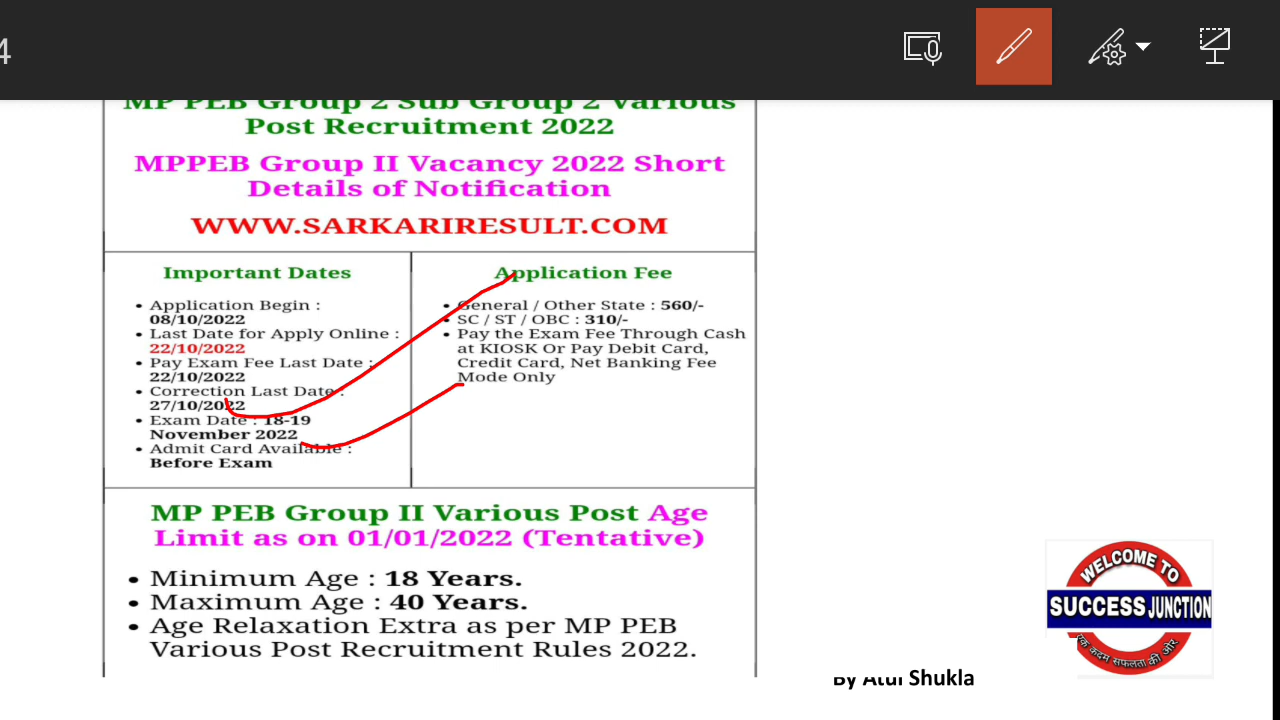 4
MP PEB Group 2 Sub Group 2 Various
Post Recruitment 2022
MPPEB Group II Vacancy 2022 Short
Details of Notification
WWW.SARKARIRESULT.COM
Important Dates
• Application Begin :
08/10/2022
• Last Date for Apply Online :
22/10/2022
• Pay Exam Fee Last Date :
22/10/2022
• Correction Last Date :
27/10/2022
• Exam Date : 18-19
November 2022
• Admit Card Available :
Before Exam
Application Fee
• General / Other State : 560/-
• SC / ST / OBC : 310/-
• Pay the Exam Fee Through Cash
at KIOSK Or Pay Debit Card,
Credit Card, Net Banking Fee
Mode Only
MP PEB Group II Various Post Age
Limit as on 01/01/2022 (Tentative)
• Minimum Age : 18 Years.
• Maximum Age : 40 Years.
• Age Relaxation Extra as per MP PEB
Various Post Recruitment Rules 2022.
WELCOME TO
SUCCESS JUNCTION
एक कदम सफलता की ओर
By Atul Shukla